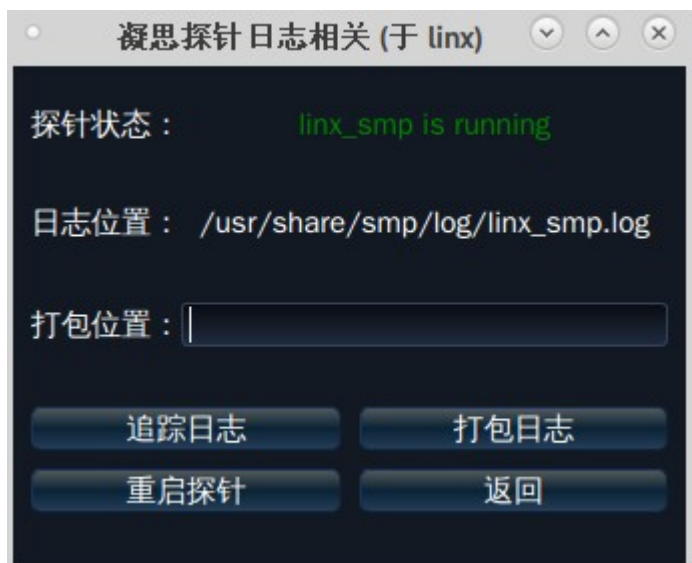 凝思探针日志相关 (于 linx)
探针状态： linx_smp is running
日志位置： /usr/share/smp/log/linx_smp.log
打包位置：
追踪日志 打包日志
重启探针 返回